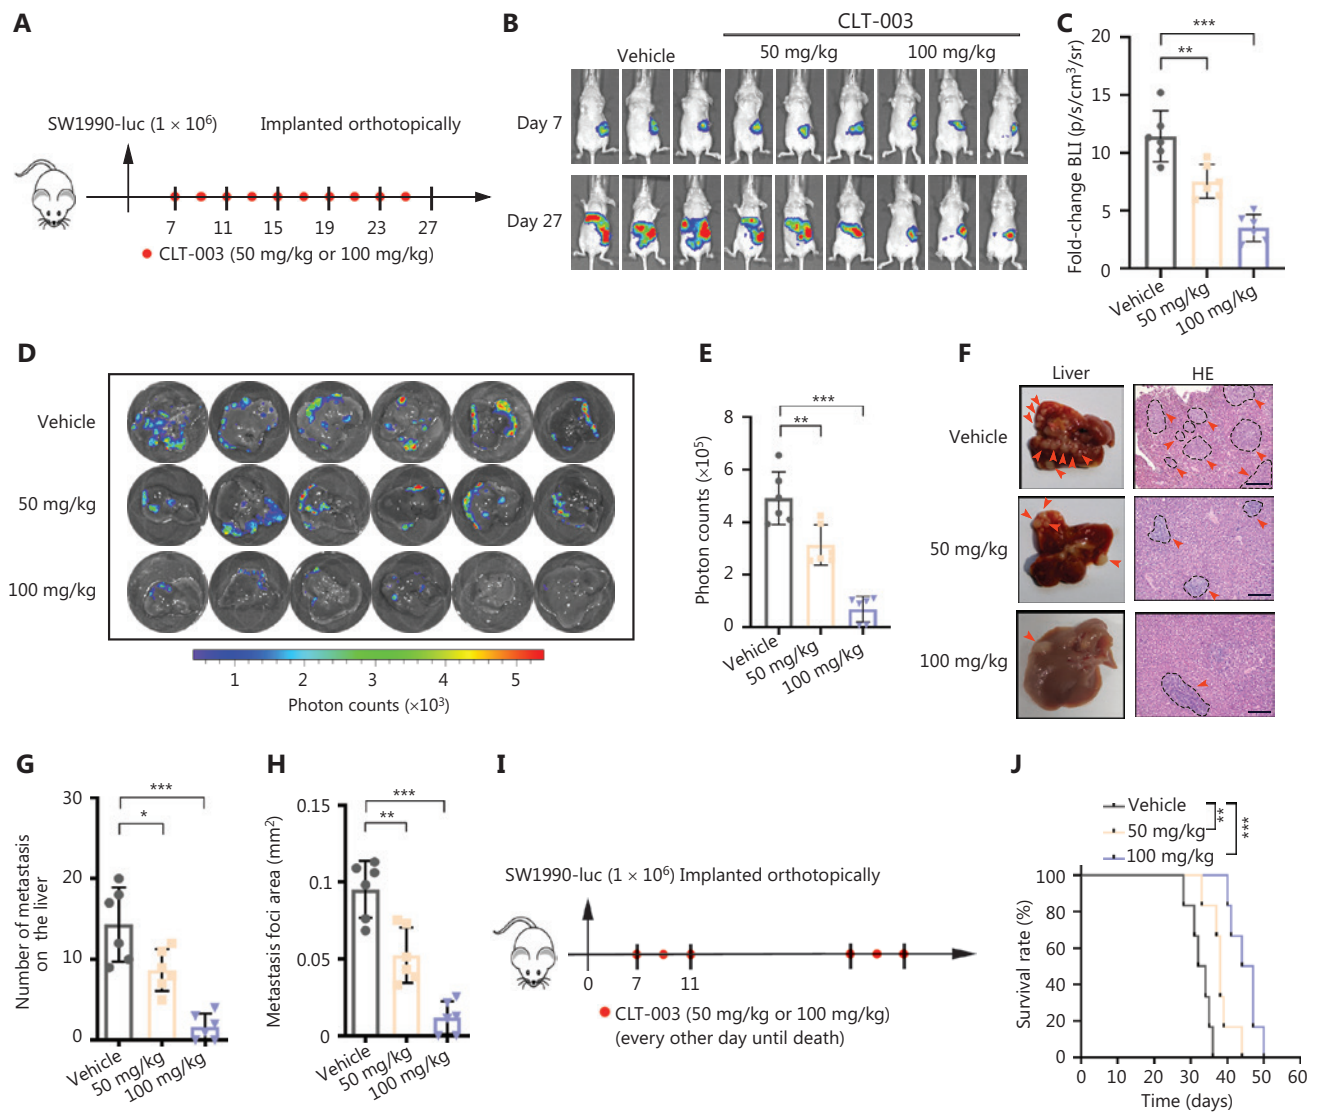 A
SW1990-luc (1 × 10⁶)
Implanted orthotopically
7 11 15 19 23 27
CLT-003 (50 mg/kg or 100 mg/kg)
B
CLT-003
Vehicle
50 mg/kg
100 mg/kg
Day 7
Day 27
C
***
**
Fold-change BLI (p/s/cm³/sr)
20
15
10
5
0
Vehicle
50 mg/kg
100 mg/kg
D
Vehicle
50 mg/kg
100 mg/kg
1 2 3 4 5
Photon counts (×10³)
E
***
**
Photon counts (×10⁵)
8
6
4
2
0
Vehicle
50 mg/kg
100 mg/kg
F
Liver
HE
Vehicle
50 mg/kg
100 mg/kg
G
***
*
Number of metastasis
on the liver
30
20
10
0
Vehicle
50 mg/kg
100 mg/kg
H
***
**
Metastasis foci area (mm²)
0.15
0.1
0.05
0
Vehicle
50 mg/kg
100 mg/kg
I
SW1990-luc (1 × 10⁶) Implanted orthotopically
0 7 11
CLT-003 (50 mg/kg or 100 mg/kg)
(every other day until death)
J
Vehicle
50 mg/kg
100 mg/kg
**
***
Survival rate (%)
100
80
60
40
20
0
0 10 20 30 40 50 60
Time (days)